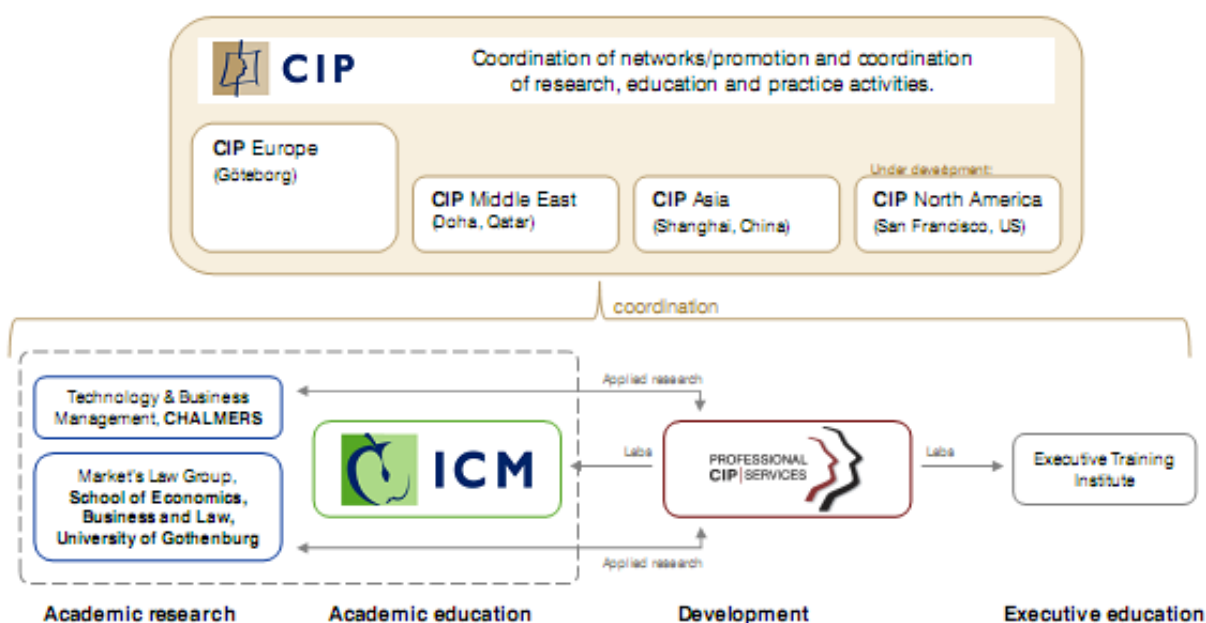 CIP
Coordination of networks/promotion and coordination
of research, education and practice activities.
CIP Europe
(Göteborg)
CIP Middle East
(Doha, Qatar)
CIP Asia
(Shanghai, China)
Under development:
CIP North America
(San Francisco, US)
coordination
Technology & Business
Management, CHALMERS
Market's Law Group,
School of Economics,
Business and Law,
University of Gothenburg
Applied research
ICM
Labs
PROFESSIONAL
CIP|SERVICES
Labs
Executive Training
Institute
Applied research
Academic research
Academic education
Development
Executive education